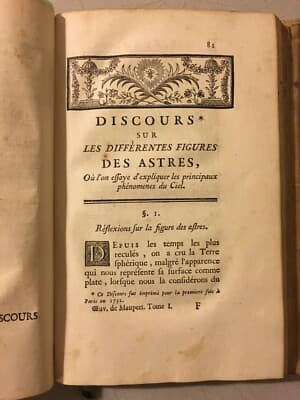 81
DISCOURS*
SUR
LES DIFFÉRENTES FIGURES
DES ASTRES,
Où l'on essaye d'expliquer les principaux
phénomenes du Ciel.
§. I.
Réflexions sur la figure des astres.
DEPUIS les temps les plus
reculés, on a cru la Terre
sphérique, malgré l'apparence
qui nous représente sa surface comme
plate, lorsque nous la considérons du
* Ce Discours fut imprimé pour la premiere fois à
Paris en 1732.
Œuv. de Maupert. Tome I. F
SCOURS